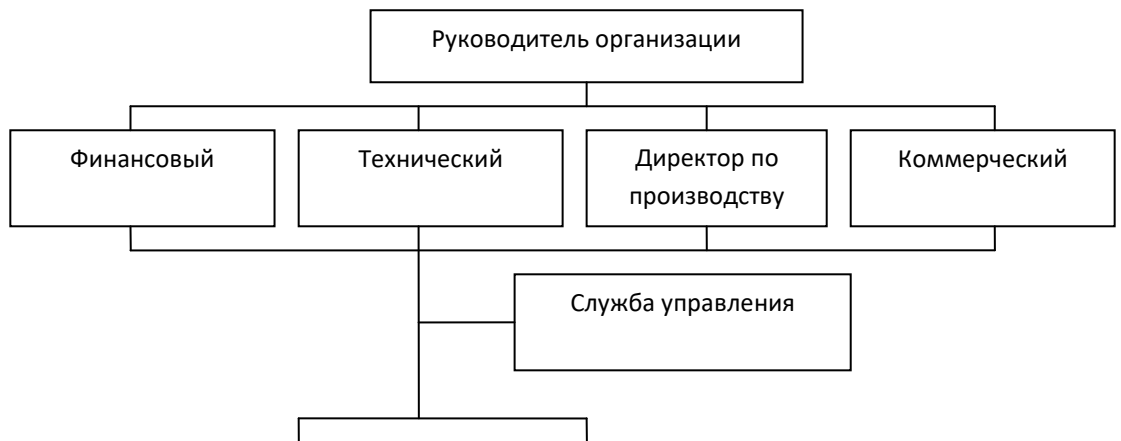 Руководитель организации
Финансовый
Технический
Директор по
производству
Коммерческий
Служба управления